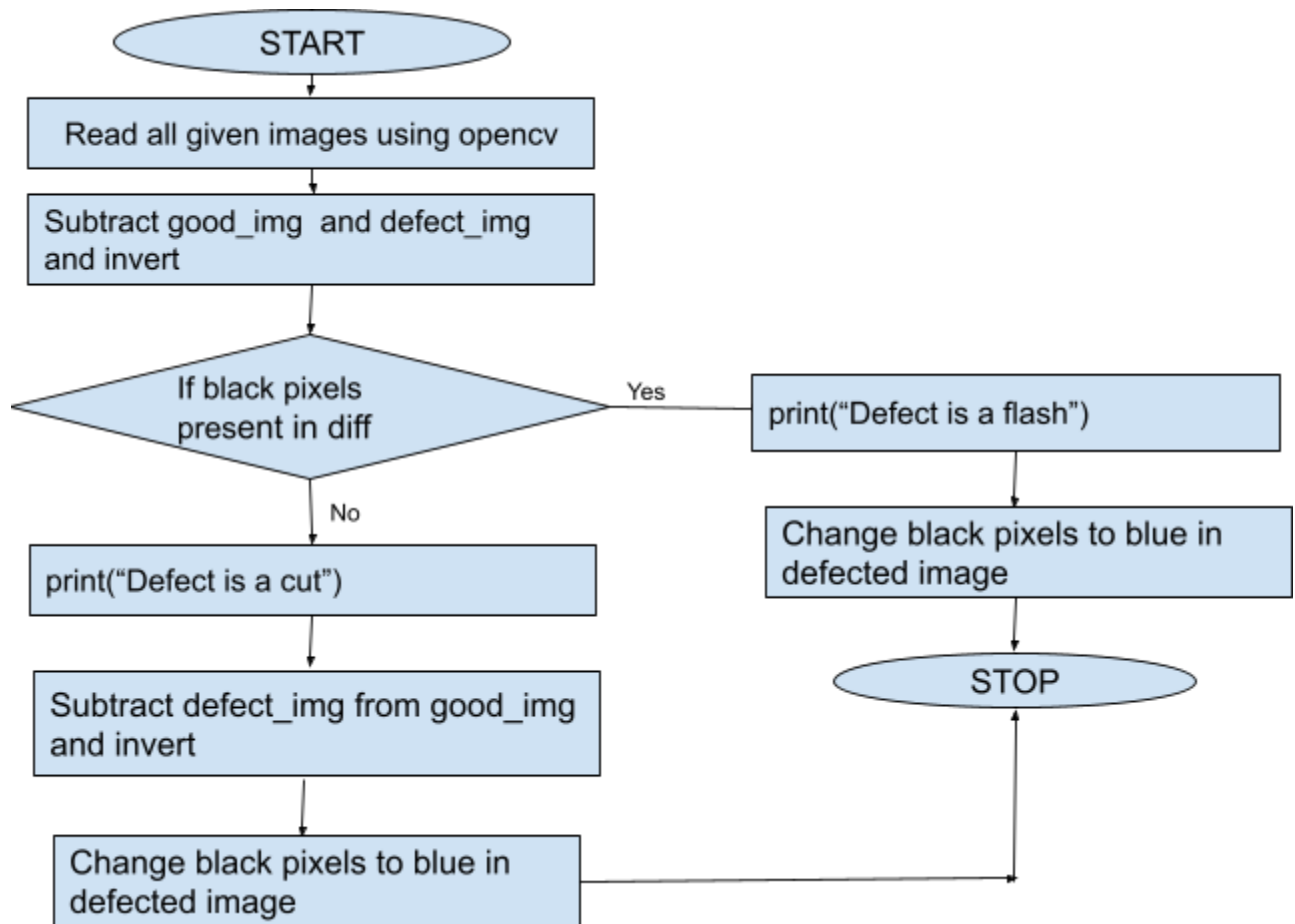 START
Read all given images using opencv
Subtract good_img and defect_img
and invert
If black pixels
present in diff
Yes
print(“Defect is a flash”)
Change black pixels to blue in
defected image
STOP
No
print(“Defect is a cut”)
Subtract defect_img from good_img
and invert
Change black pixels to blue in
defected image